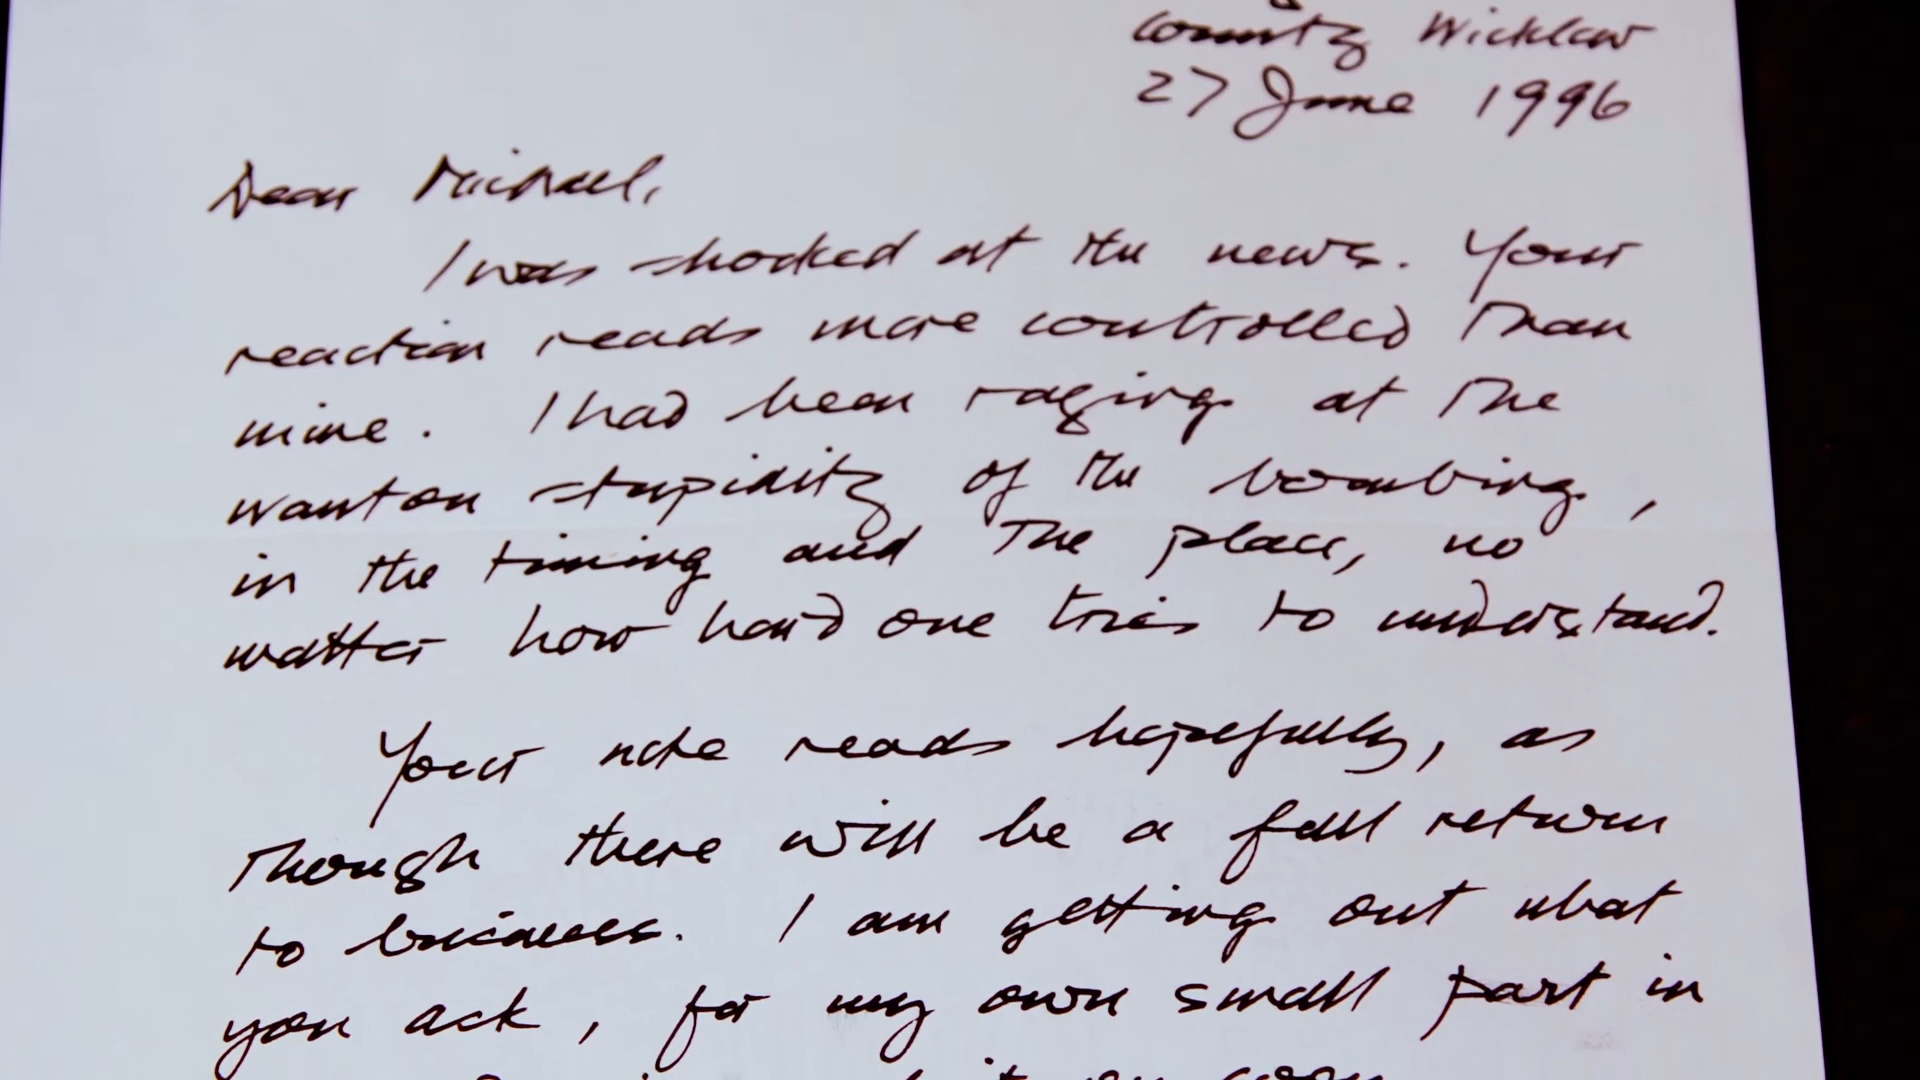 County Wicklow
27 June 1996
Dear Michael,
I was shocked at the news. Your
reaction reads more controlled than
mine. I had been raging at the
wanton stupidity of the bombing,
in the timing and the place, no
matter how hard one tries to understand.
Your note reads hopefully, as
though there will be a full return
to business. I am getting out what
you ask, for my own small part in